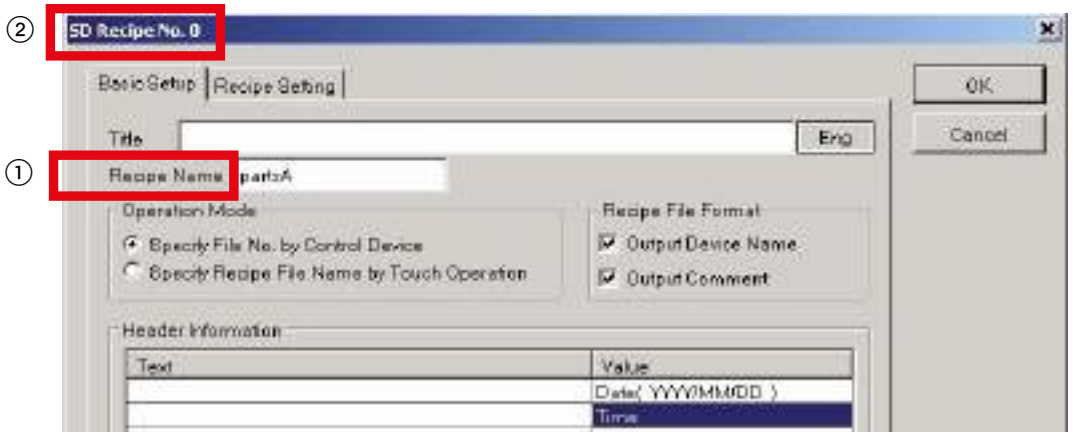 ②
SD Recipe No. 0
Basic Setup Recipe Setting
OK
Title
Eng
Cancel
①
Recipe Name partsA
Operation Mode
Recipe File Format
Specify File No. by Control Device
Output Device Name
Specify Recipe File Name by Touch Operation
Output Comment
Header Information
Text Value
Date( YYYY/MM/DD )
Time